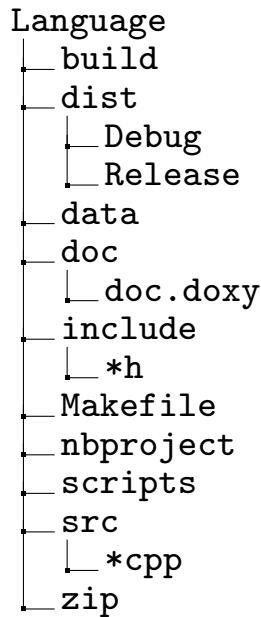 Language
build
dist
Debug
Release
data
doc
doc.doxy
include
*h
Makefile
nbproject
scripts
src
*cpp
zip